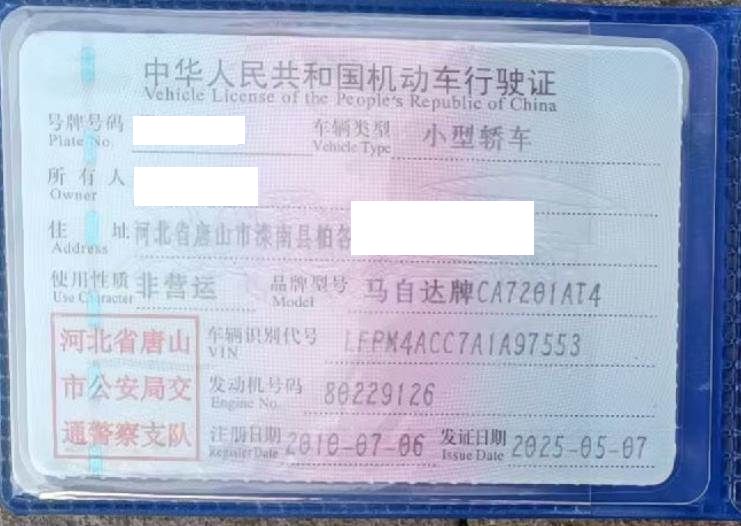 中华人民共和国机动车行驶证
Vehicle License of the People's Republic of China
号牌号码 车辆类型 小型轿车
Plate No. Vehicle Type
所有人
Owner
住址 河北省唐山市滦南县柏各
Address
使用性质 非营运 品牌型号 马自达牌CA7201AT4
Use Character Model
河北省唐山 车辆识别代号 LFPM4ACC7A1A97553
VIN
市公安局交 发动机号码 80229126
Engine No.
通警察支队 注册日期 2010-07-06 发证日期 2025-05-07
Register Date Issue Date